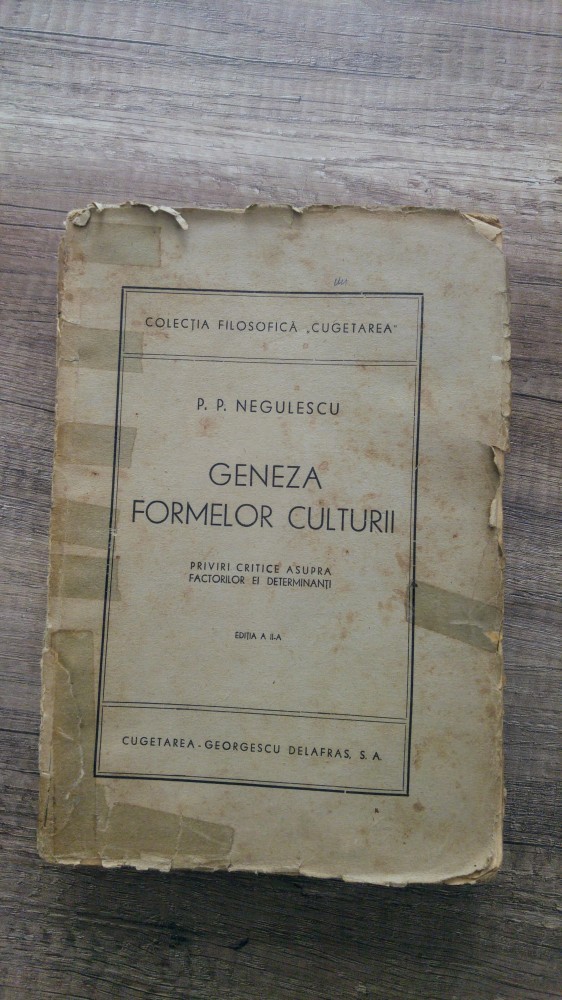 COLECȚIA FILOSOFICĂ „CUGETAREA"
P. P. NEGULESCU
GENEZA
FORMELOR CULTURII
PRIVIRI CRITICE ASUPRA
FACTORILOR EI DETERMINANȚI
EDIȚIA A II-A
CUGETAREA - GEORGESCU DELAFRAS, S. A.